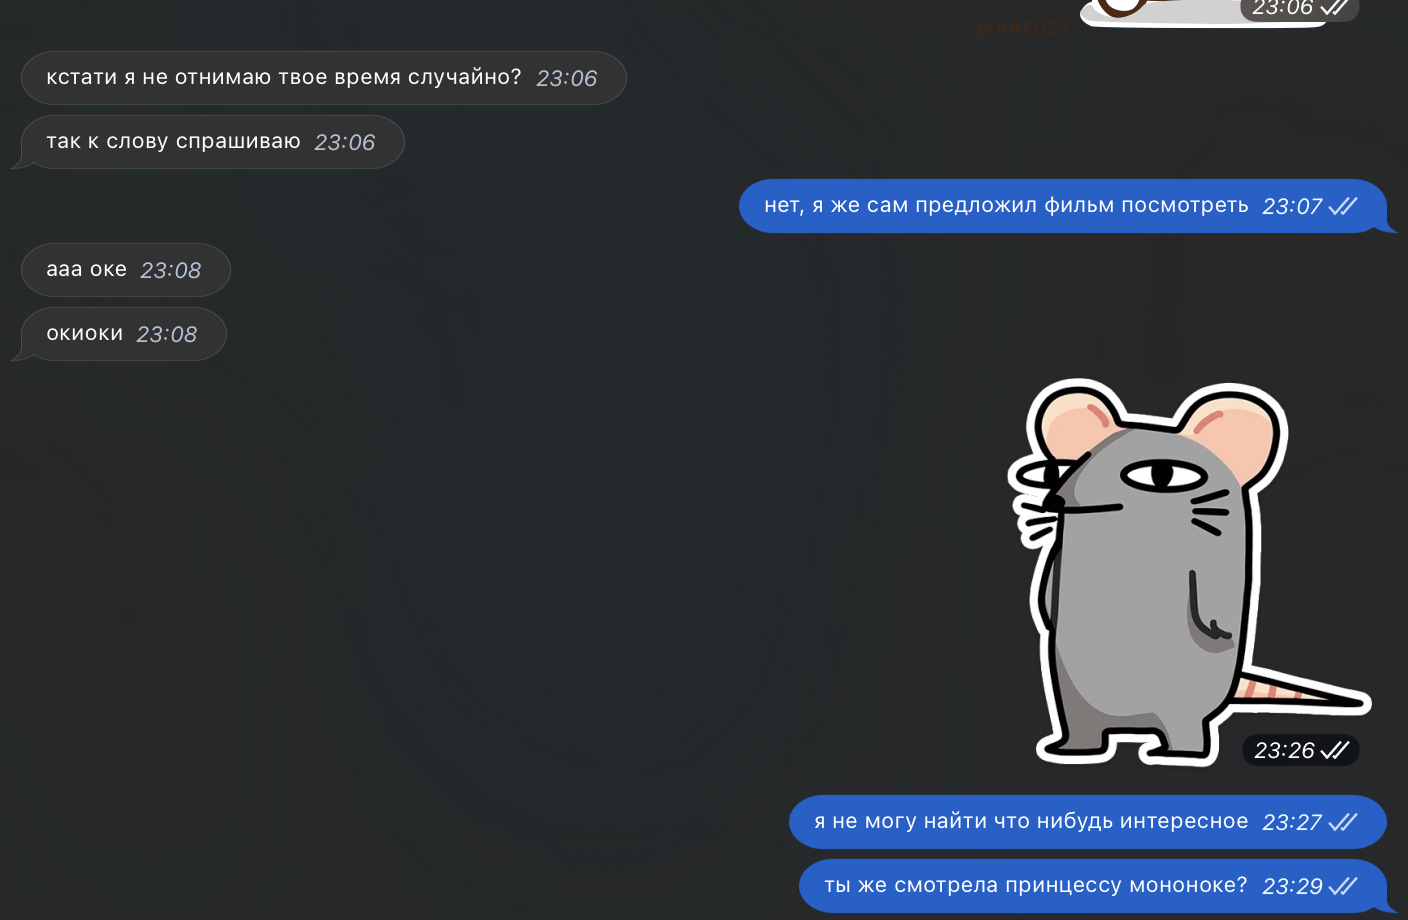 23:06
@ARK021
кстати я не отнимаю твое время случайно? 23:06
так к слову спрашиваю 23:06
нет, я же сам предложил фильм посмотреть 23:07
ааа оке 23:08
окиоки 23:08
23:26
я не могу найти что нибудь интересное 23:27
ты же смотрела принцессу мононоке? 23:29